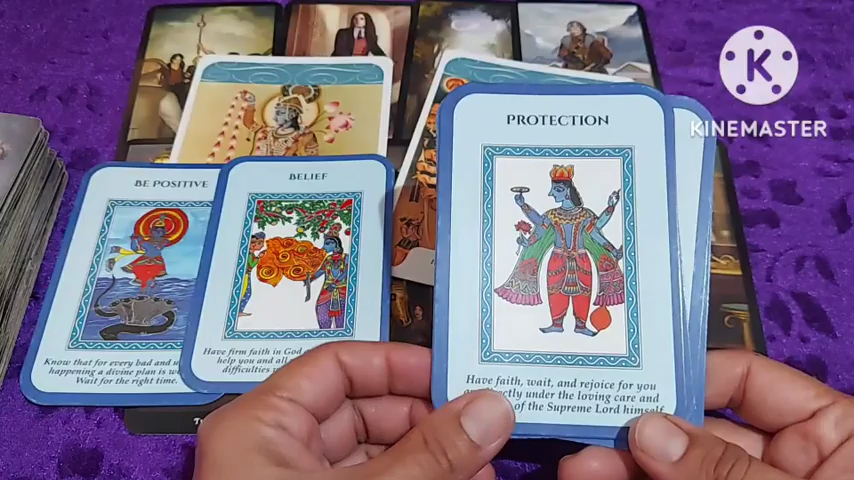 K
KINEMASTER
PROTECTION
BE POSITIVE
BELIEF
Have faith, wait, and rejoice for you
under the loving care and
of the Supreme Lord himself
Know that for every bad and
happening a divine plan is
Wait for the right time.
Have firm faith in God
help you and all
difficulties